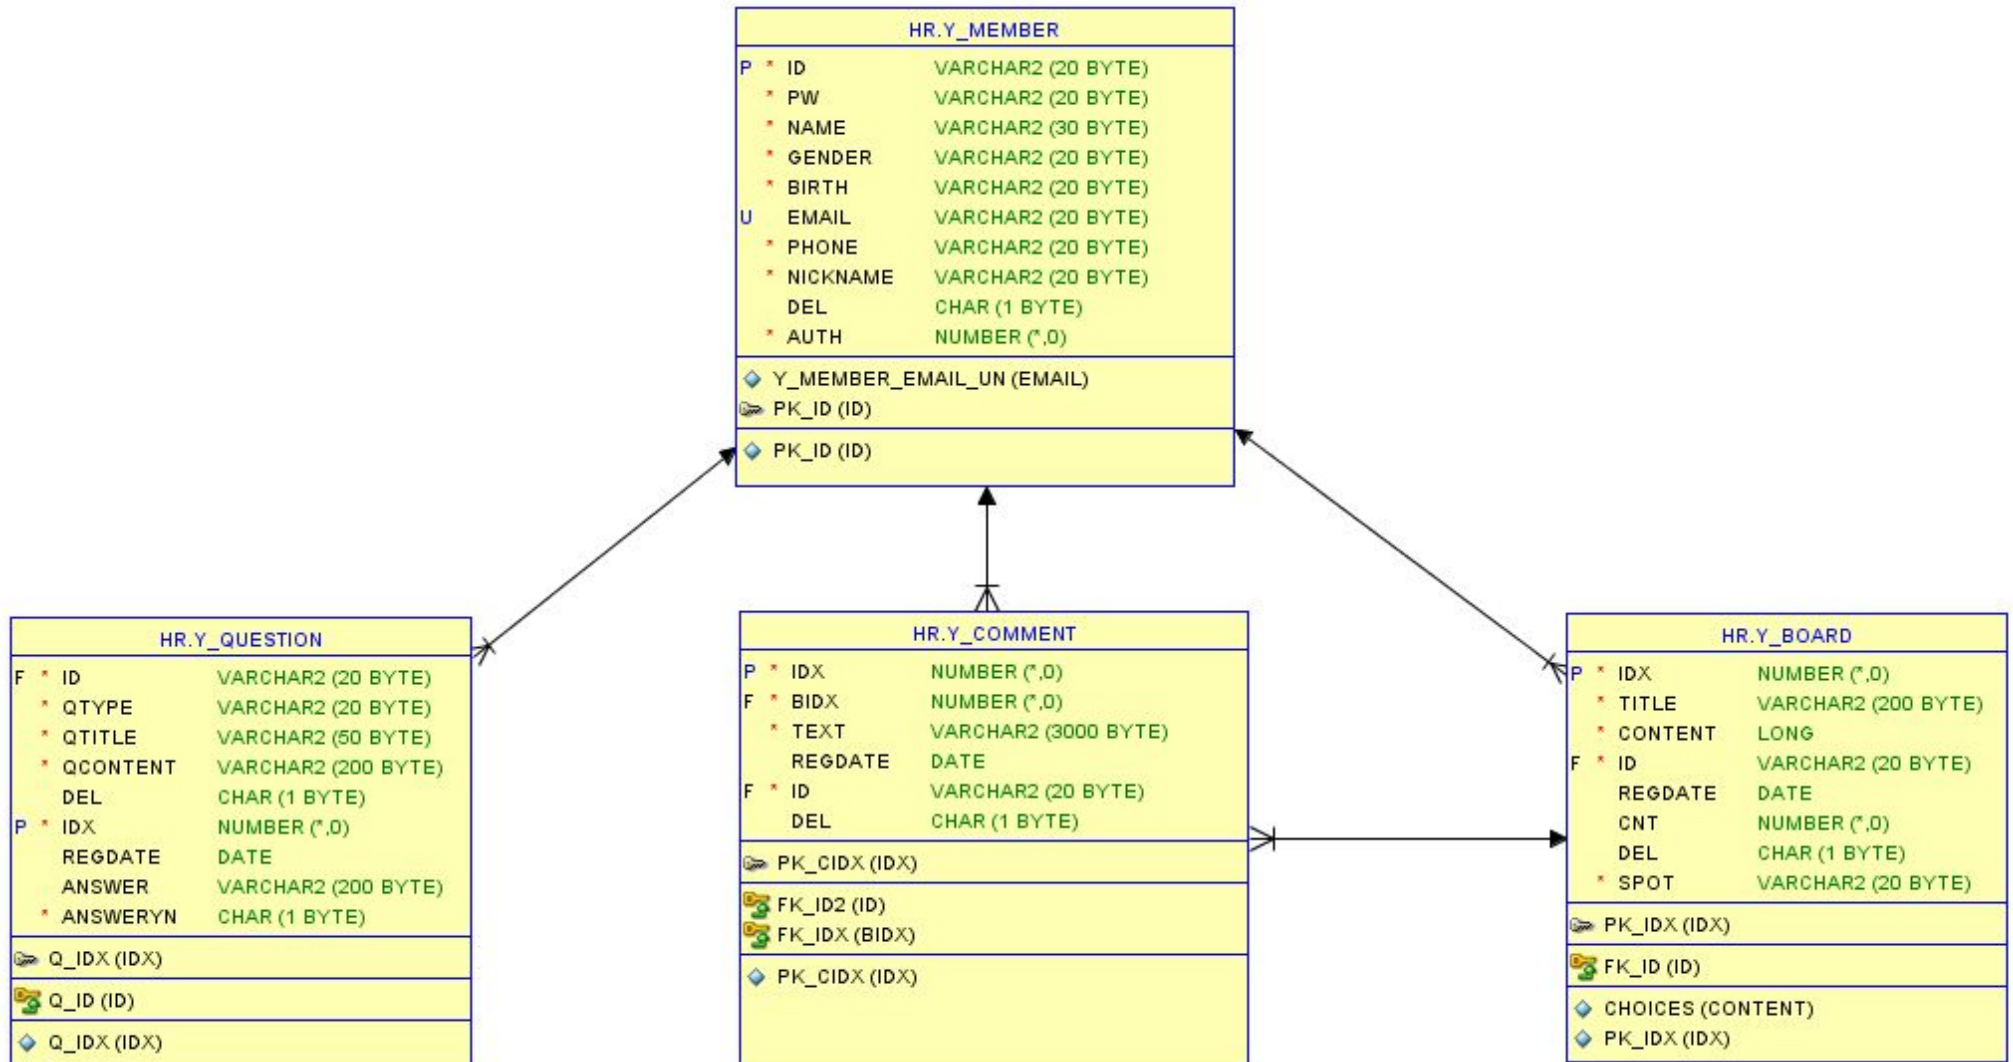 HR.Y_MEMBER
P * ID VARCHAR2 (20 BYTE)
* PW VARCHAR2 (20 BYTE)
* NAME VARCHAR2 (30 BYTE)
* GENDER VARCHAR2 (20 BYTE)
* BIRTH VARCHAR2 (20 BYTE)
U EMAIL VARCHAR2 (20 BYTE)
* PHONE VARCHAR2 (20 BYTE)
* NICKNAME VARCHAR2 (20 BYTE)
DEL CHAR (1 BYTE)
* AUTH NUMBER (*,0)
Y_MEMBER_EMAIL_UN (EMAIL)
PK_ID (ID)
PK_ID (ID)
HR.Y_QUESTION
F * ID VARCHAR2 (20 BYTE)
* QTYPE VARCHAR2 (20 BYTE)
* QTITLE VARCHAR2 (50 BYTE)
* QCONTENT VARCHAR2 (200 BYTE)
DEL CHAR (1 BYTE)
P * IDX NUMBER (*,0)
REGDATE DATE
ANSWER VARCHAR2 (200 BYTE)
* ANSWERYN CHAR (1 BYTE)
Q_IDX (IDX)
Q_ID (ID)
Q_IDX (IDX)
HR.Y_COMMENT
P * IDX NUMBER (*,0)
F * BIDX NUMBER (*,0)
* TEXT VARCHAR2 (3000 BYTE)
REGDATE DATE
F * ID VARCHAR2 (20 BYTE)
DEL CHAR (1 BYTE)
PK_CIDX (IDX)
FK_ID2 (ID)
FK_IDX (BIDX)
PK_CIDX (IDX)
HR.Y_BOARD
P * IDX NUMBER (*,0)
* TITLE VARCHAR2 (200 BYTE)
* CONTENT LONG
F * ID VARCHAR2 (20 BYTE)
REGDATE DATE
CNT NUMBER (*,0)
DEL CHAR (1 BYTE)
* SPOT VARCHAR2 (20 BYTE)
PK_IDX (IDX)
FK_ID (ID)
CHOICES (CONTENT)
PK_IDX (IDX)